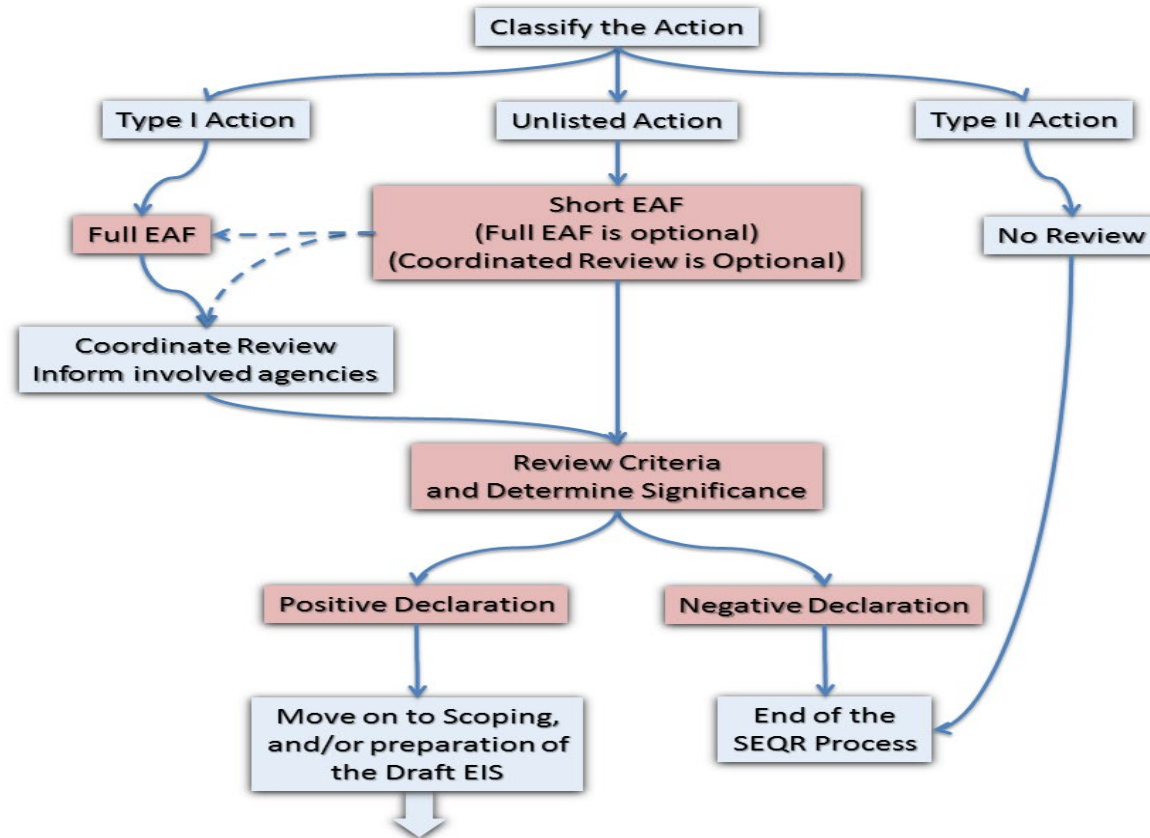 Classify the Action
Type I Action
Unlisted Action
Type II Action
Full EAF
Short EAF
(Full EAF is optional)
(Coordinated Review is Optional)
No Review
Coordinate Review
Inform involved agencies
Review Criteria
and Determine Significance
Positive Declaration
Negative Declaration
Move on to Scoping,
and/or preparation of
the Draft EIS
End of the
SEQR Process